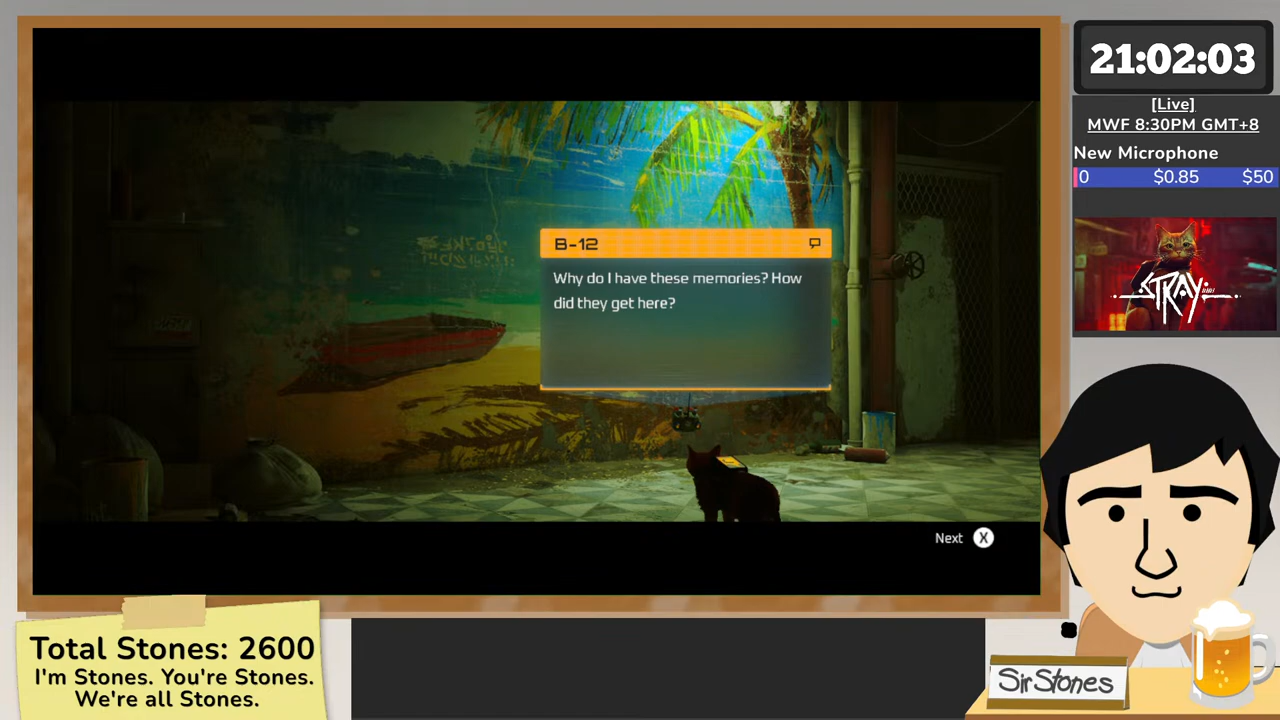 21:02:03
[Live]
MWF 8:30PM GMT+8
New Microphone
0 $0.85 $50
B-12
Why do I have these memories? How
did they get here?
STRAY
Next X
Total Stones: 2600
I'm Stones. You're Stones.
We're all Stones.
SirStones